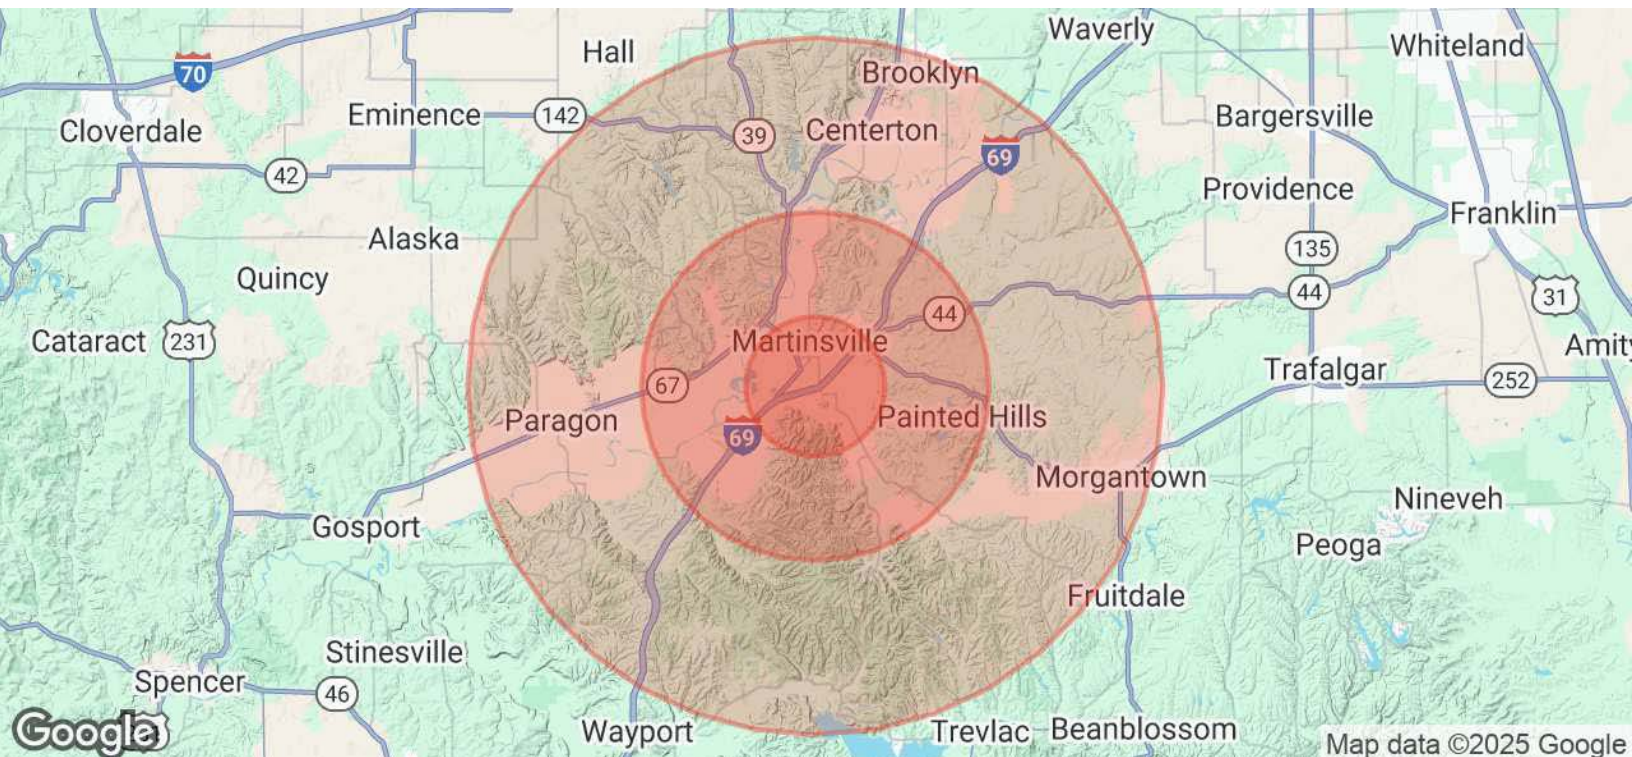 Waverly
Hall
Whiteland
70
Brooklyn
Eminence
142
Bargersville
Cloverdale
39
Centerton
69
42
Providence
Franklin
Alaska
135
Quincy
44
31
44
Cataract
231
Martinsville
Amity
Trafalgar
252
67
Paragon
Painted Hills
69
Morgantown
Nineveh
Gosport
Peoga
Fruitdale
Stinesville
Spencer
46
Wayport
Trevlac
Beanblossom
Google
Map data ©2025 Google